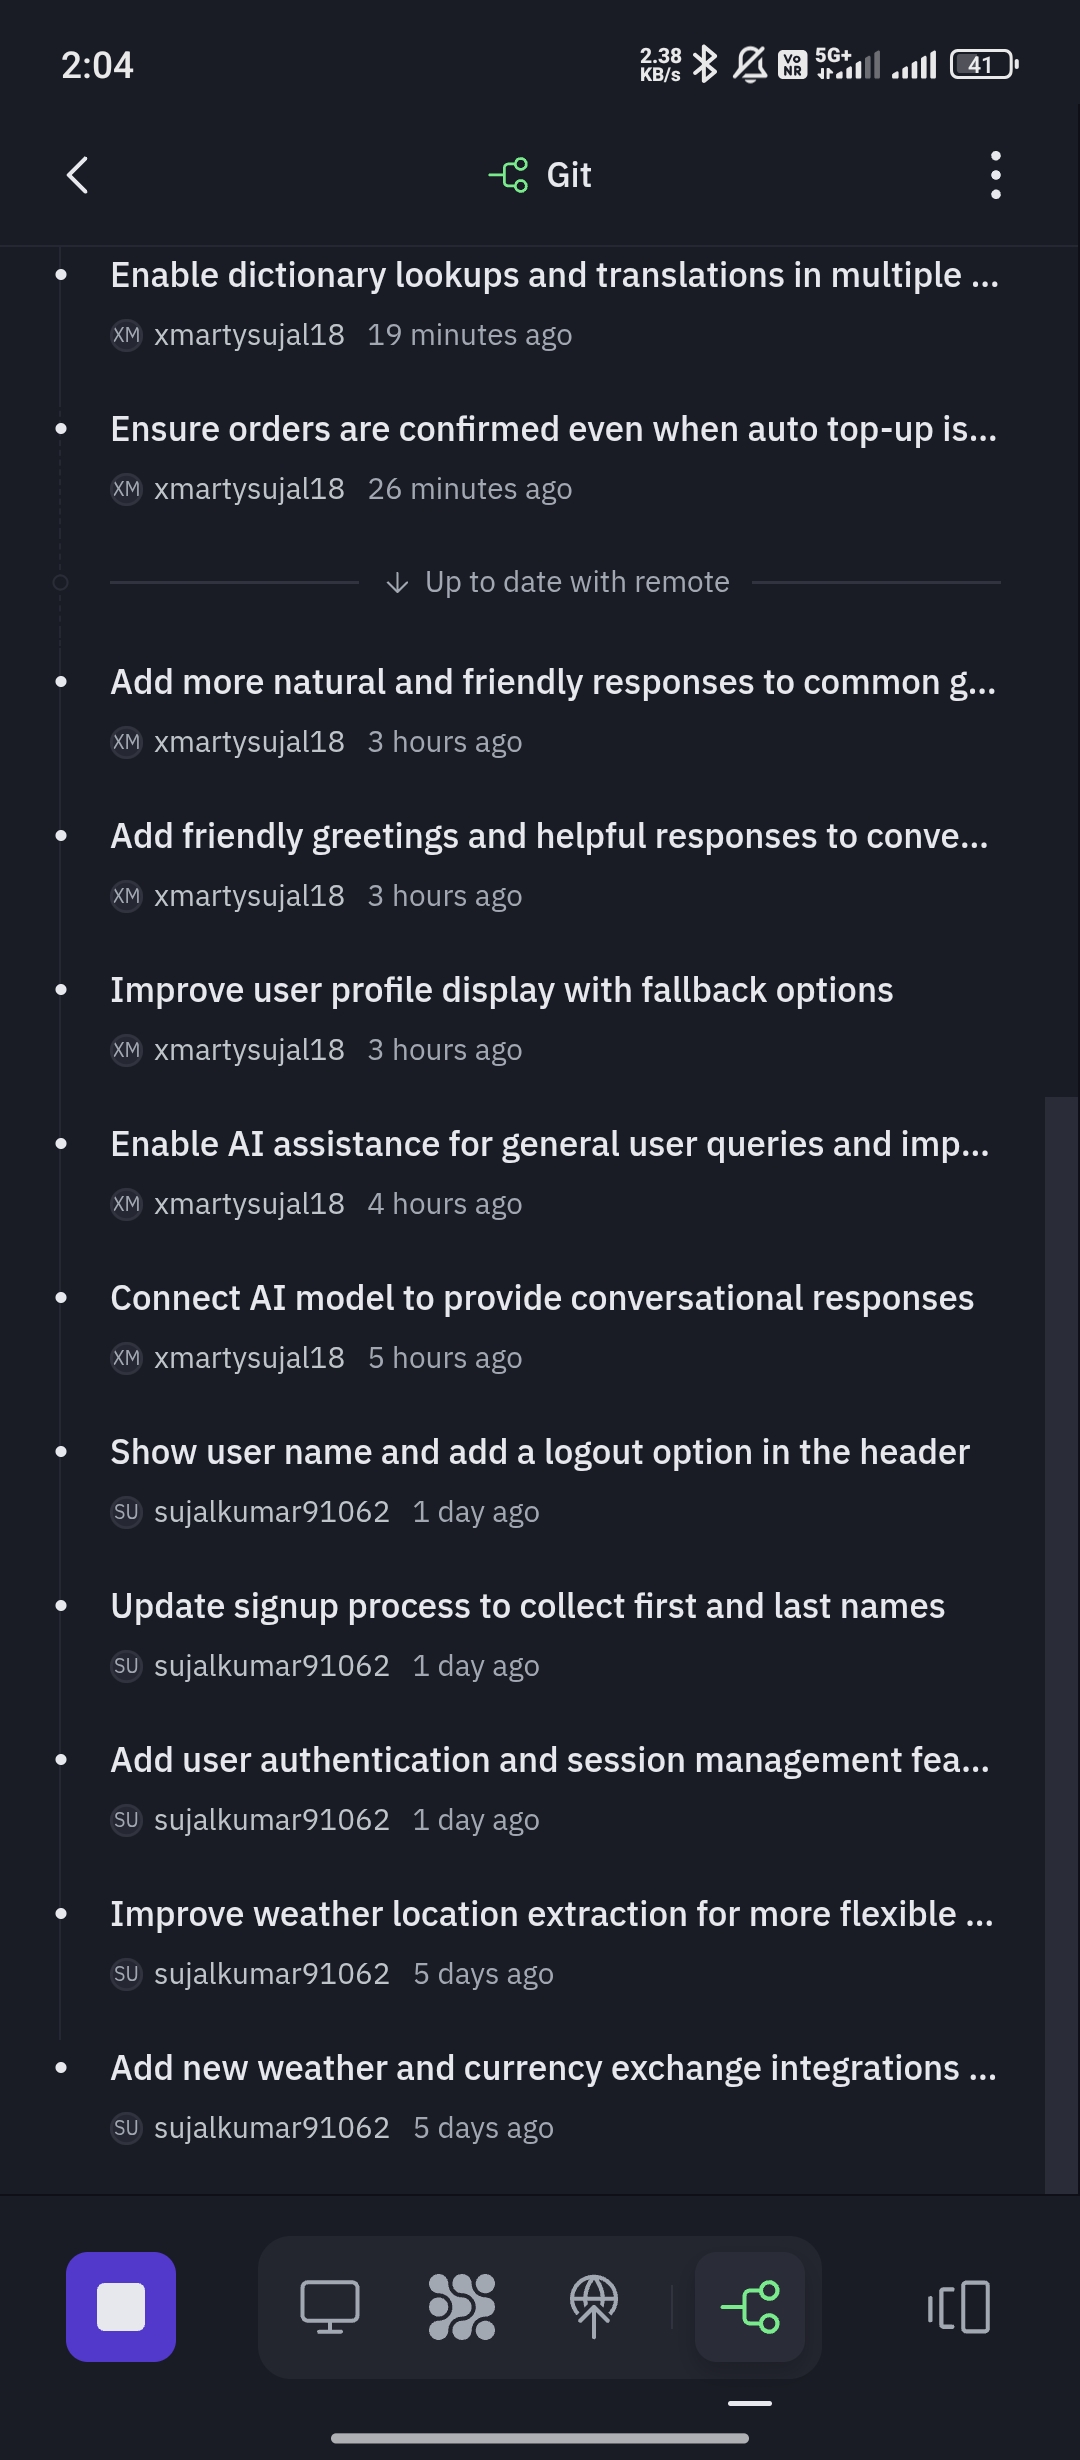 2:04
2.38
KB/s
Vo
NR
5G+
41
Git
Enable dictionary lookups and translations in multiple ...
XM xmartysujal18 19 minutes ago
Ensure orders are confirmed even when auto top-up is...
XM xmartysujal18 26 minutes ago
Up to date with remote
Add more natural and friendly responses to common g...
XM xmartysujal18 3 hours ago
Add friendly greetings and helpful responses to conve...
XM xmartysujal18 3 hours ago
Improve user profile display with fallback options
XM xmartysujal18 3 hours ago
Enable AI assistance for general user queries and imp...
XM xmartysujal18 4 hours ago
Connect AI model to provide conversational responses
XM xmartysujal18 5 hours ago
Show user name and add a logout option in the header
SU sujalkumar91062 1 day ago
Update signup process to collect first and last names
SU sujalkumar91062 1 day ago
Add user authentication and session management fea...
SU sujalkumar91062 1 day ago
Improve weather location extraction for more flexible ...
SU sujalkumar91062 5 days ago
Add new weather and currency exchange integrations ...
SU sujalkumar91062 5 days ago